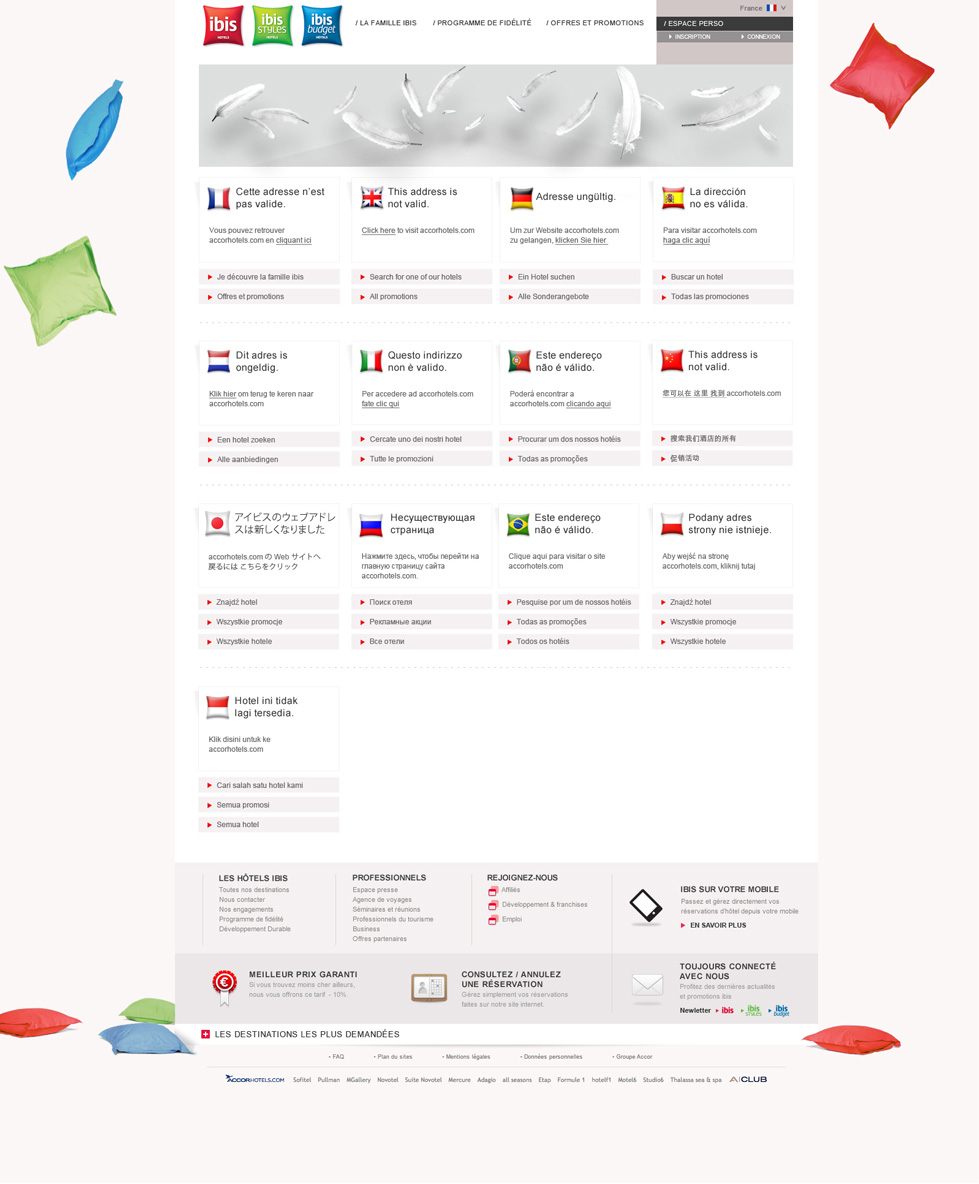 ibis
HOTELS
ibis
STYLES
HOTELS
ibis
budget
HOTELS
/ LA FAMILLE IBIS
/ PROGRAMME DE FIDÉLITÉ
/ OFFRES ET PROMOTIONS
France
/ ESPACE PERSO
INSCRIPTION
CONNEXION
Cette adresse n'est
pas valide.
Vous pouvez retrouver
accorhotels.com en cliquant ici
Je découvre la famille ibis
Offres et promotions
This address is
not valid.
Click here to visit accorhotels.com
Search for one of our hotels
All promotions
Adresse ungültig.
Um zur Website accorhotels.com
zu gelangen, klicken Sie hier
Ein Hotel suchen
Alle Sonderangebote
La dirección
no es válida.
Para visitar accorhotels.com
haga clic aquí
Buscar un hotel
Todas las promociones
Dit adres is
ongeldig.
Klik hier om terug te keren naar
accorhotels.com
Een hotel zoeken
Alle aanbiedingen
Questo indirizzo
non è valido.
Per accedere ad accorhotels.com
fate clic qui
Cercate uno dei nostri hotel
Tutte le promozioni
Este endereço
não é válido.
Poderá encontrar a
accorhotels.com clicando aqui
Procurar um dos nossos hotéis
Todas as promoções
This address is
not valid.
您可以在 这里 找到 accorhotels.com
搜索我们酒店的所有
促销活动
アイビスのウェブアドレ
スは新しくなりました
accorhotels.com の Web サイトへ
戻るには こちらをクリック
Znajdź hotel
Wszystkie promocje
Wszystkie hotele
Несуществующая
страница
Нажмите здесь, чтобы перейти на
главную страницу сайта
accorhotels.com.
Поиск отеля
Рекламные акции
Все отели
Este endereço
não é válido.
Clique aqui para visitar o site
accorhotels.com
Pesquise por um de nossos hotéis
Todas as promoções
Todos os hotéis
Podany adres
strony nie istnieje.
Aby wejść na stronę
accorhotels.com, kliknij tutaj
Znajdź hotel
Wszystkie promocje
Wszystkie hotele
Hotel ini tidak
lagi tersedia.
Klik disini untuk ke
accorhotels.com
Cari salah satu hotel kami
Semua promosi
Semua hotel
LES HÔTELS IBIS
Toutes nos destinations
Nous contacter
Nos engagements
Programme de fidélité
Développement Durable
PROFESSIONNELS
Espace presse
Agence de voyages
Séminaires et réunions
Professionnels du tourisme
Business
Offres partenaires
REJOIGNEZ-NOUS
Affiliés
Développement & franchises
Emploi
IBIS SUR VOTRE MOBILE
Passez et gérez directement vos
réservations d'hôtel depuis votre mobile
EN SAVOIR PLUS
MEILLEUR PRIX GARANTI
Si vous trouvez moins cher ailleurs,
nous vous offrons ce tarif - 10%.
CONSULTEZ / ANNULEZ
UNE RÉSERVATION
Gérez simplement vos réservations
faites sur notre site internet.
TOUJOURS CONNECTÉ
AVEC NOUS
Profitez des dernières actualités
et promotions ibis
Newletter
ibis
ibis
STYLES
ibis
budget
LES DESTINATIONS LES PLUS DEMANDÉES
• FAQ
• Plan du sites
• Mentions légales
• Données personnelles
• Groupe Accor
ACCORHOTELS.COM Sofitel Pullman MGallery Novotel Suite Novotel Mercure Adagio all seasons Etap Formule 1 hotelF1 Motel6 Studio6 Thalassa sea & spa A|CLUB